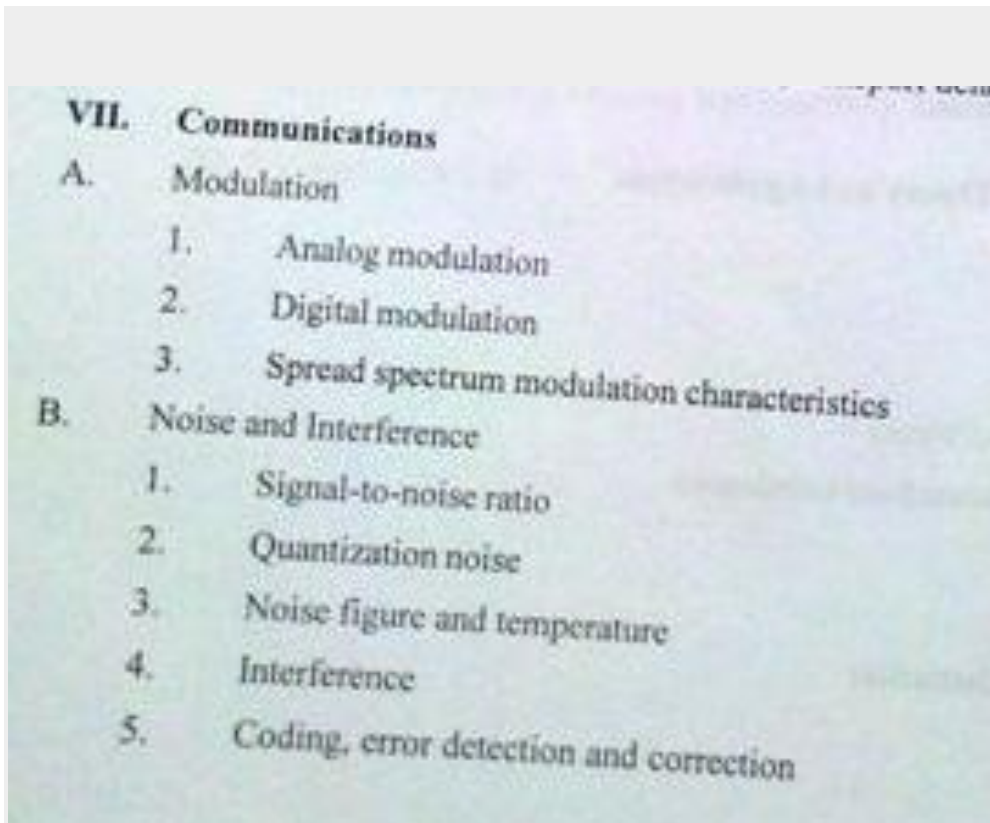 VII. Communications
A. Modulation
1. Analog modulation
2. Digital modulation
3. Spread spectrum modulation characteristics
B. Noise and Interference
1. Signal-to-noise ratio
2. Quantization noise
3. Noise figure and temperature
4. Interference
5. Coding, error detection and correction